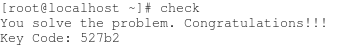 [root@localhost ~]# check
You solve the problem. Congratulations!!!
Key Code: 527b2